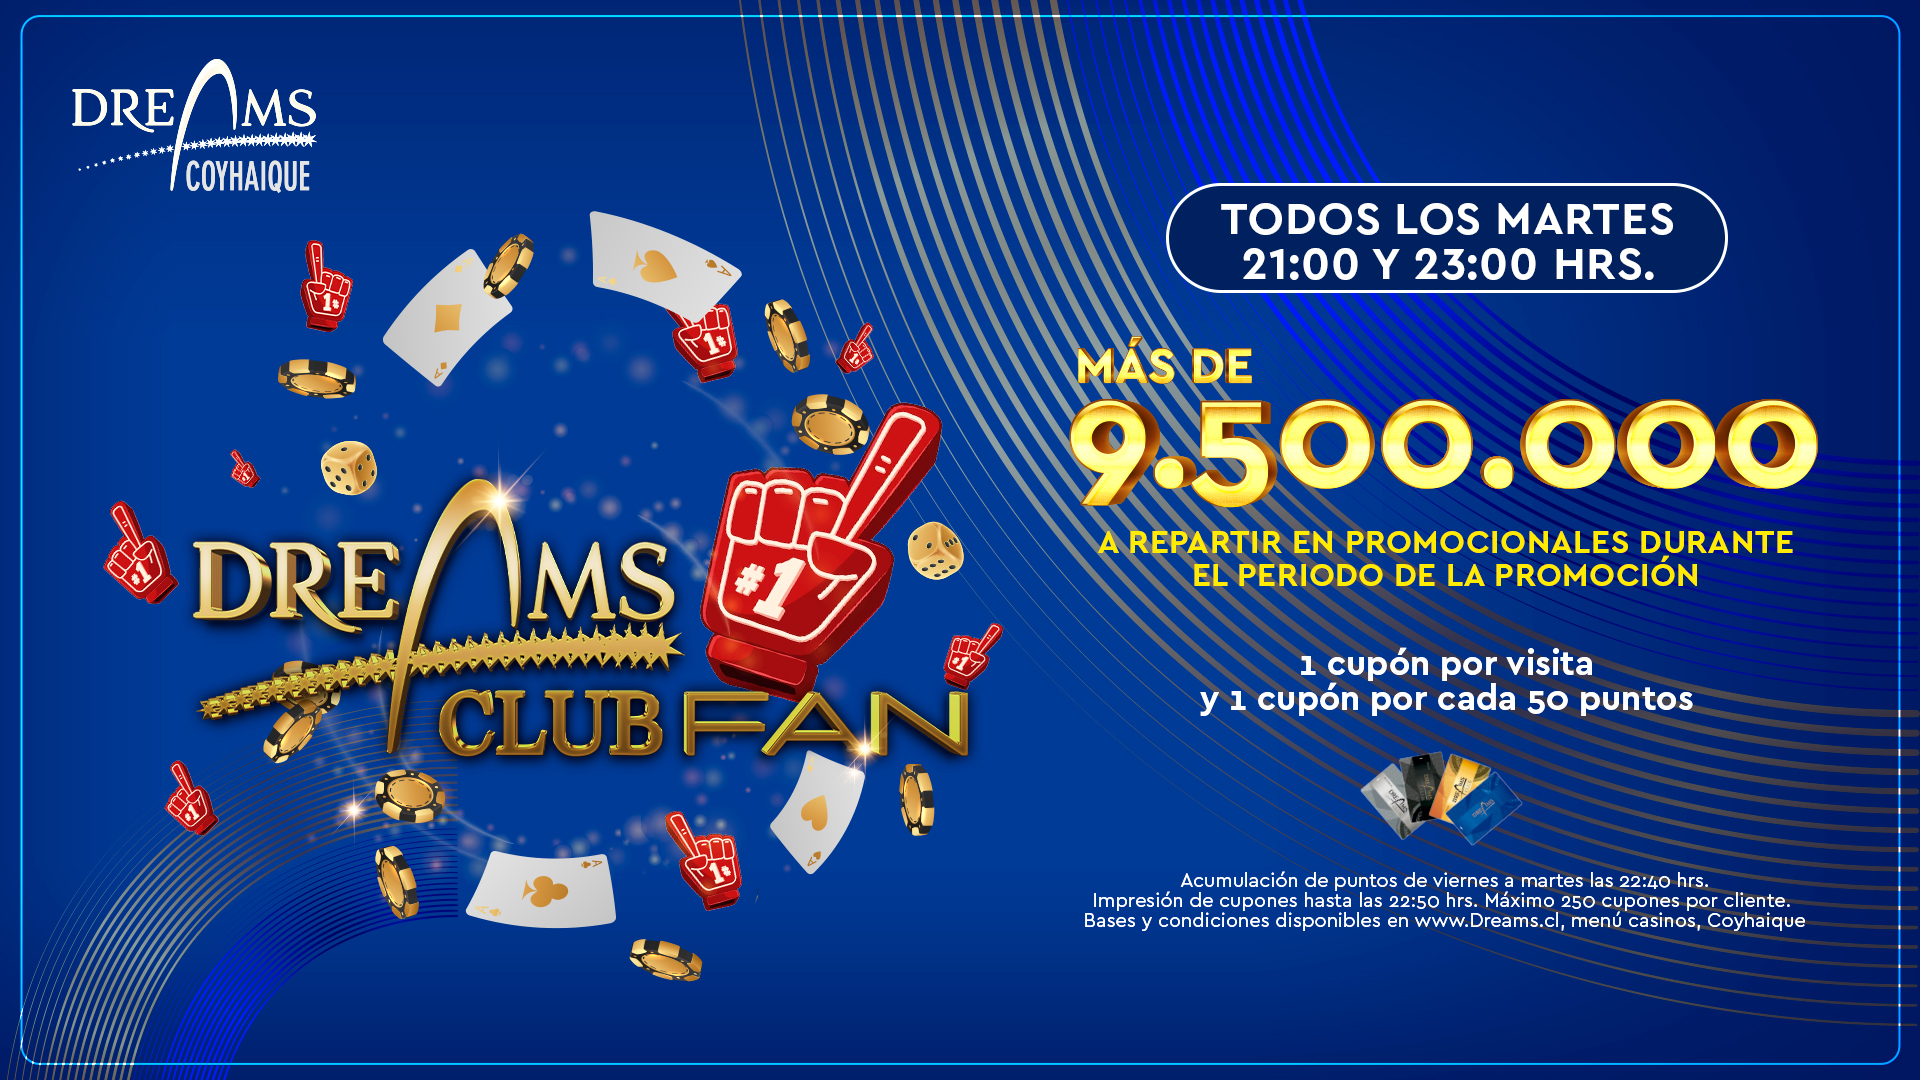 DREAMS
COYHAIQUE
TODOS LOS MARTES
21:00 Y 23:00 HRS.
MÁS DE
9.500.000
A REPARTIR EN PROMOCIONALES DURANTE
EL PERIODO DE LA PROMOCIÓN
1 cupón por visita
y 1 cupón por cada 50 puntos
Acumulación de puntos de viernes a martes las 22:40 hrs.
Impresión de cupones hasta las 22:50 hrs. Máximo 250 cupones por cliente.
Bases y condiciones disponibles en www.Dreams.cl, menú casinos, Coyhaique
#1
DREAMS
CLUB FAN